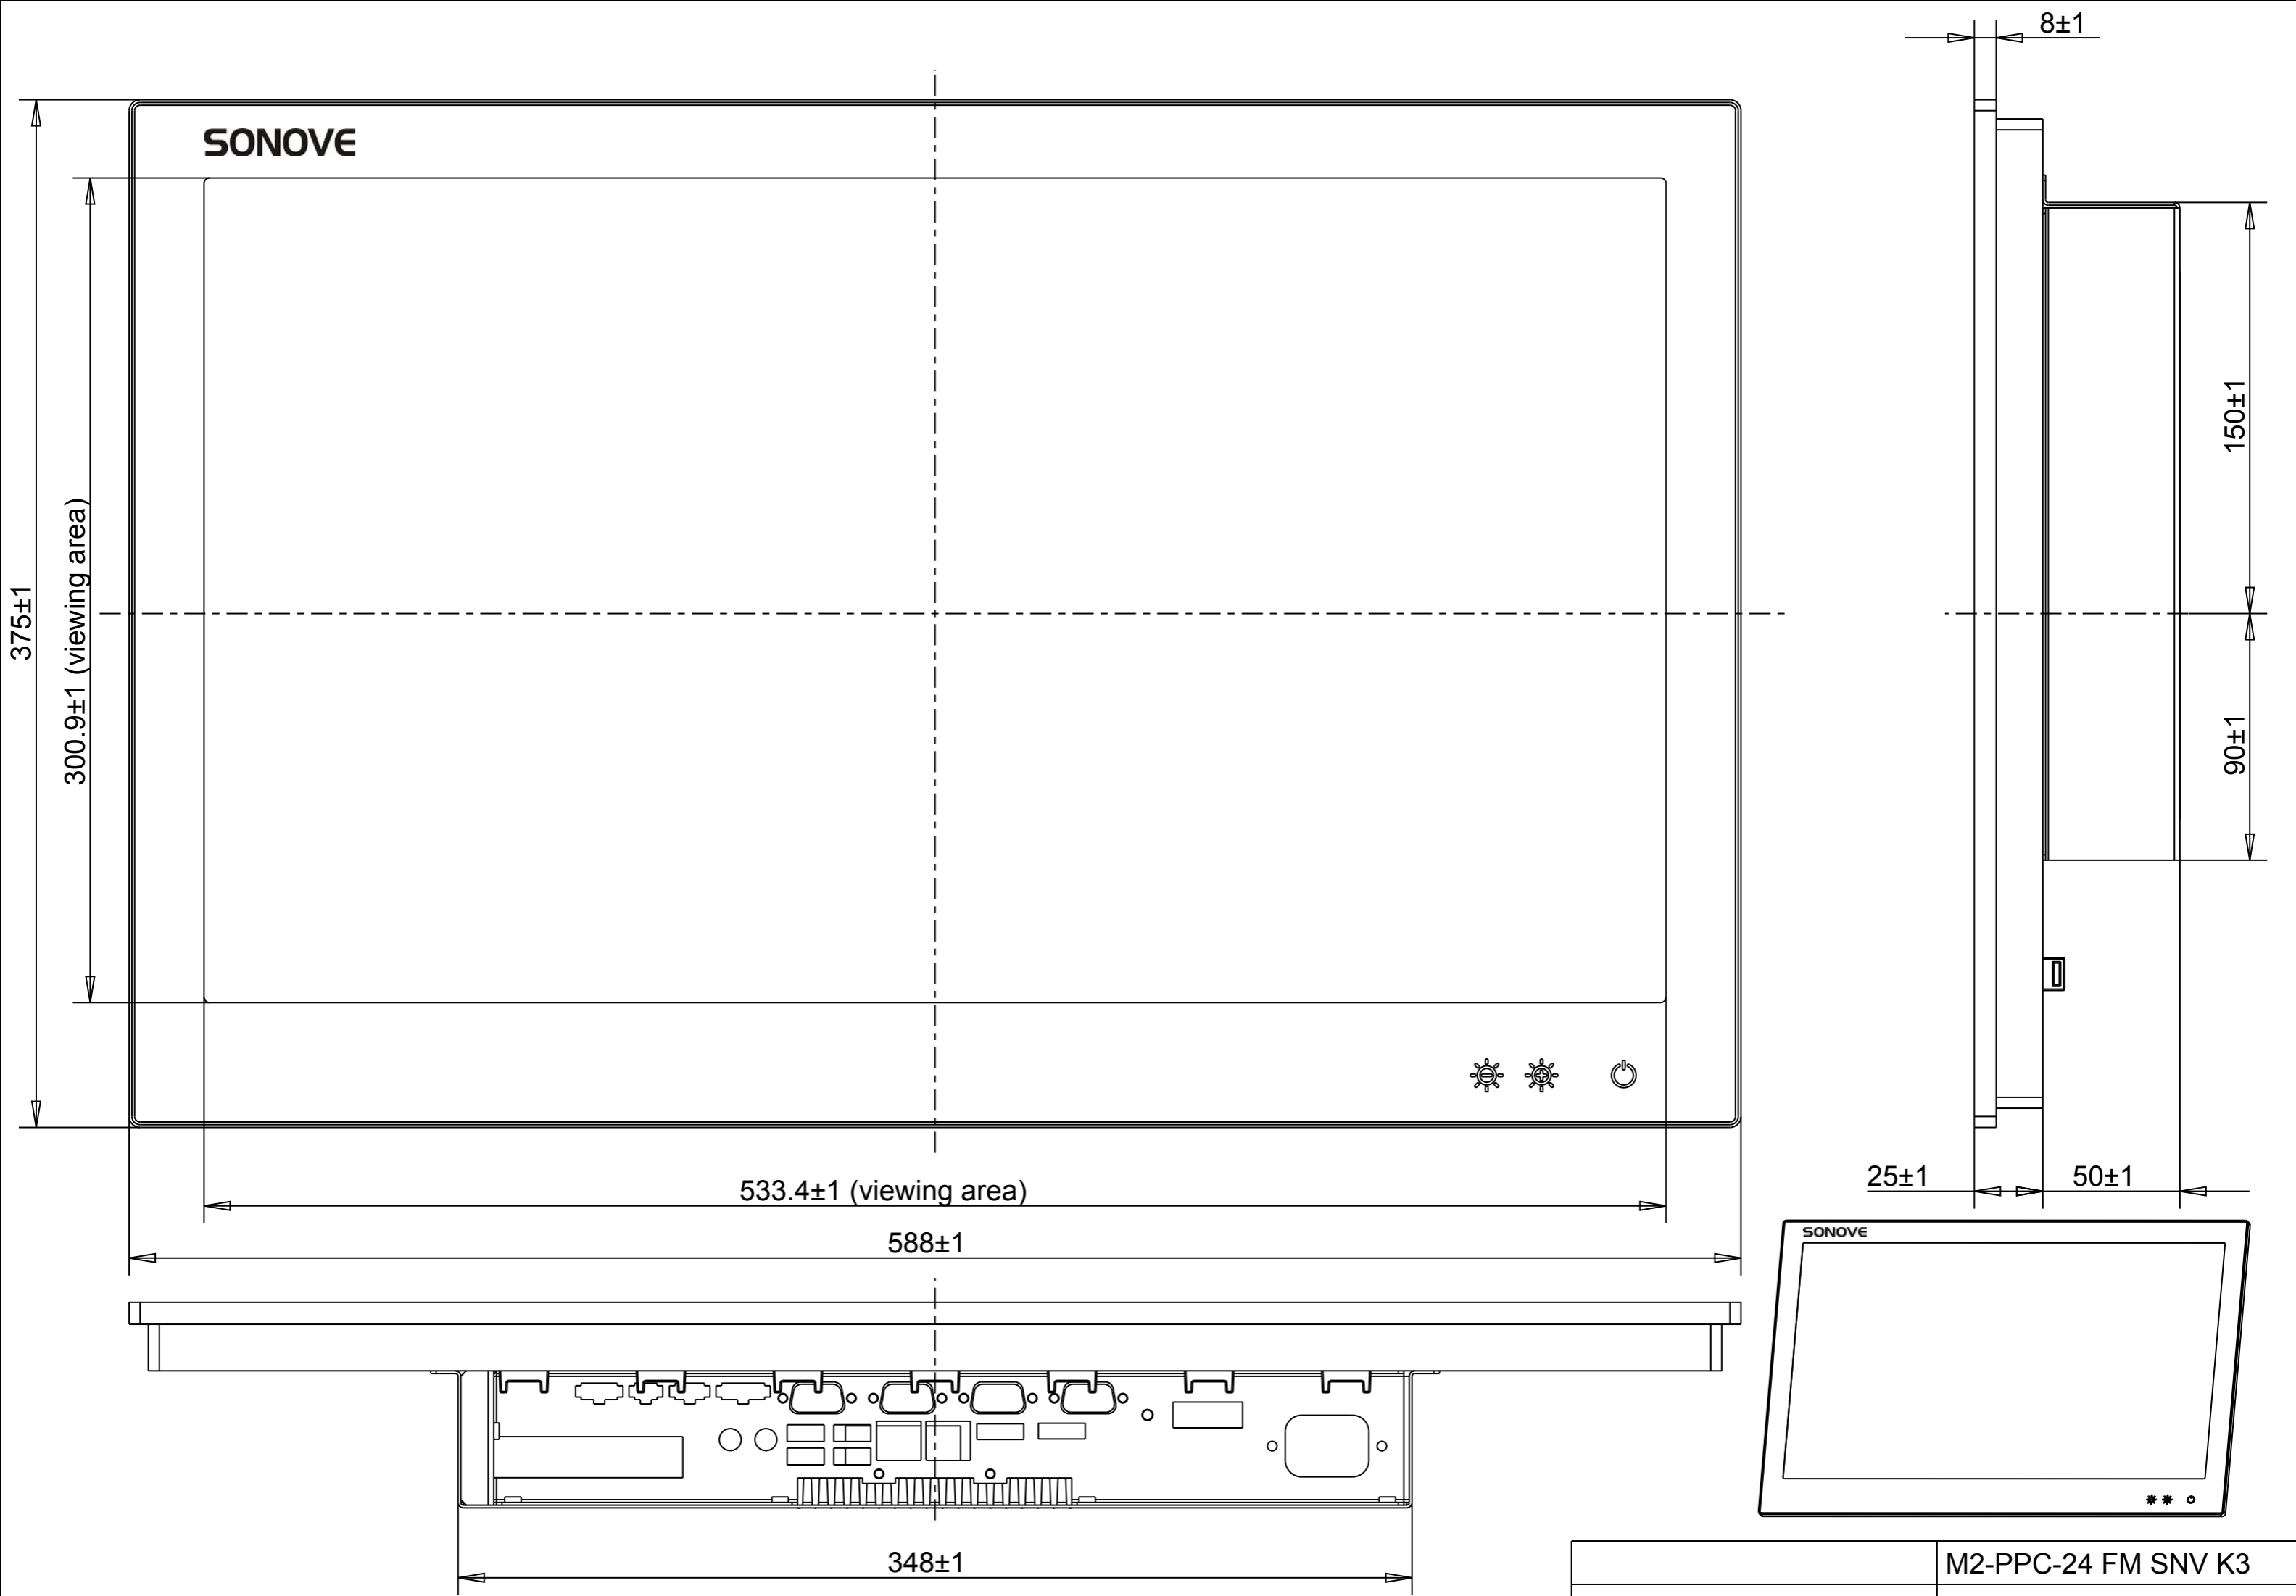 8±1
SONOVE
375±1
300.9±1 (viewing area)
150±1
90±1
533.4±1 (viewing area)
588±1
25±1
50±1
SONOVE
348±1
M2-PPC-24 FM SNV K3